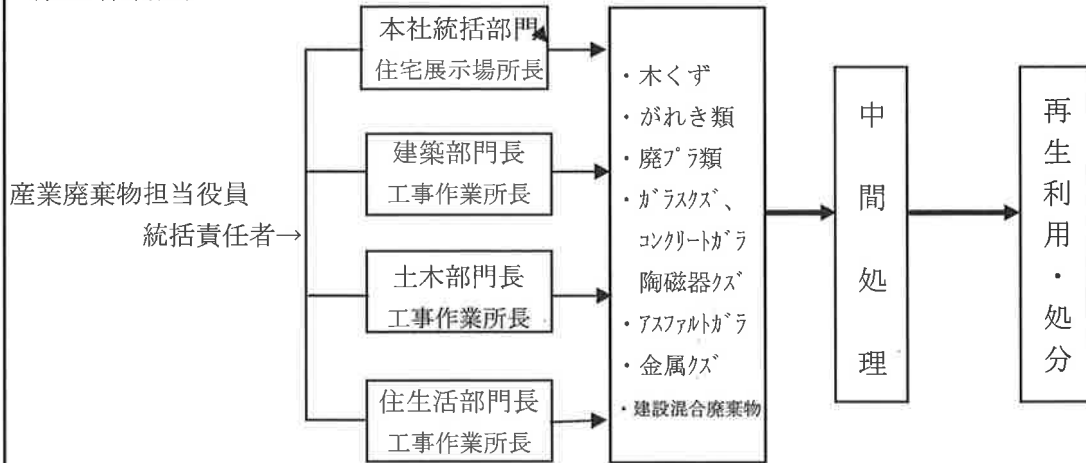 産業廃棄物担当役員
統括責任者→
本社統括部門
住宅展示場所長
建築部門長
工事作業所長
土木部門長
工事作業所長
住生活部門長
工事作業所長
・木くず
・がれき類
・廃ﾌﾟﾗ類
・ｶﾞﾗｽｸｽﾞ、
ｺﾝｸﾘｰﾄｶﾞﾗ
陶磁器ｸｽﾞ
・ｱｽﾌｧﾙﾄｶﾞﾗ
・金属ｸｽﾞ
・建設混合廃棄物
中間処理
再生利用・処分